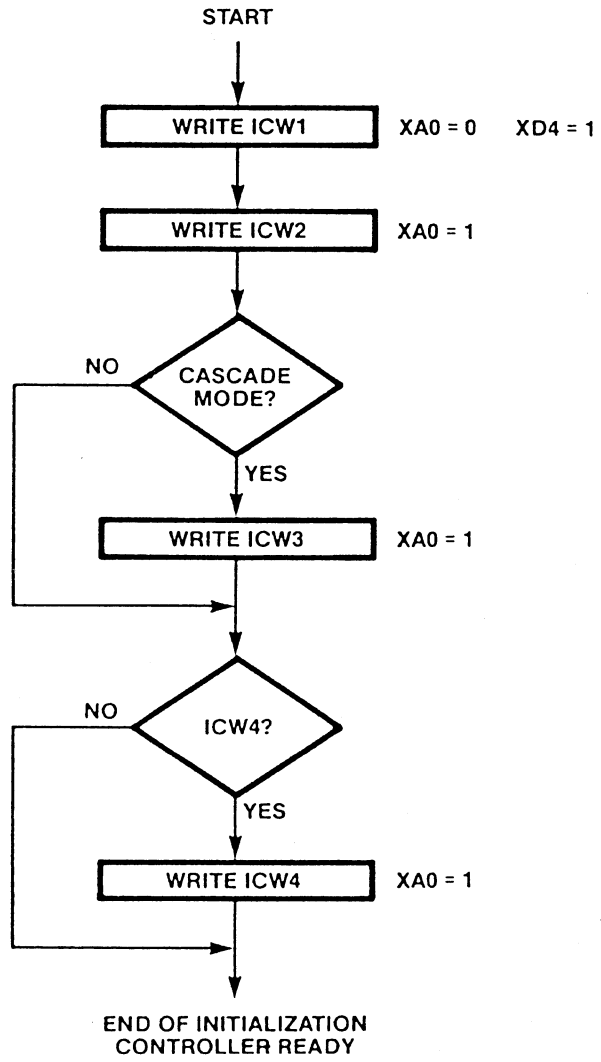 START
WRITE ICW1 XA0 = 0 XD4 = 1
WRITE ICW2 XA0 = 1
NO
CASCADE
MODE?
YES
WRITE ICW3 XA0 = 1
NO
ICW4?
YES
WRITE ICW4 XA0 = 1
END OF INITIALIZATION
CONTROLLER READY